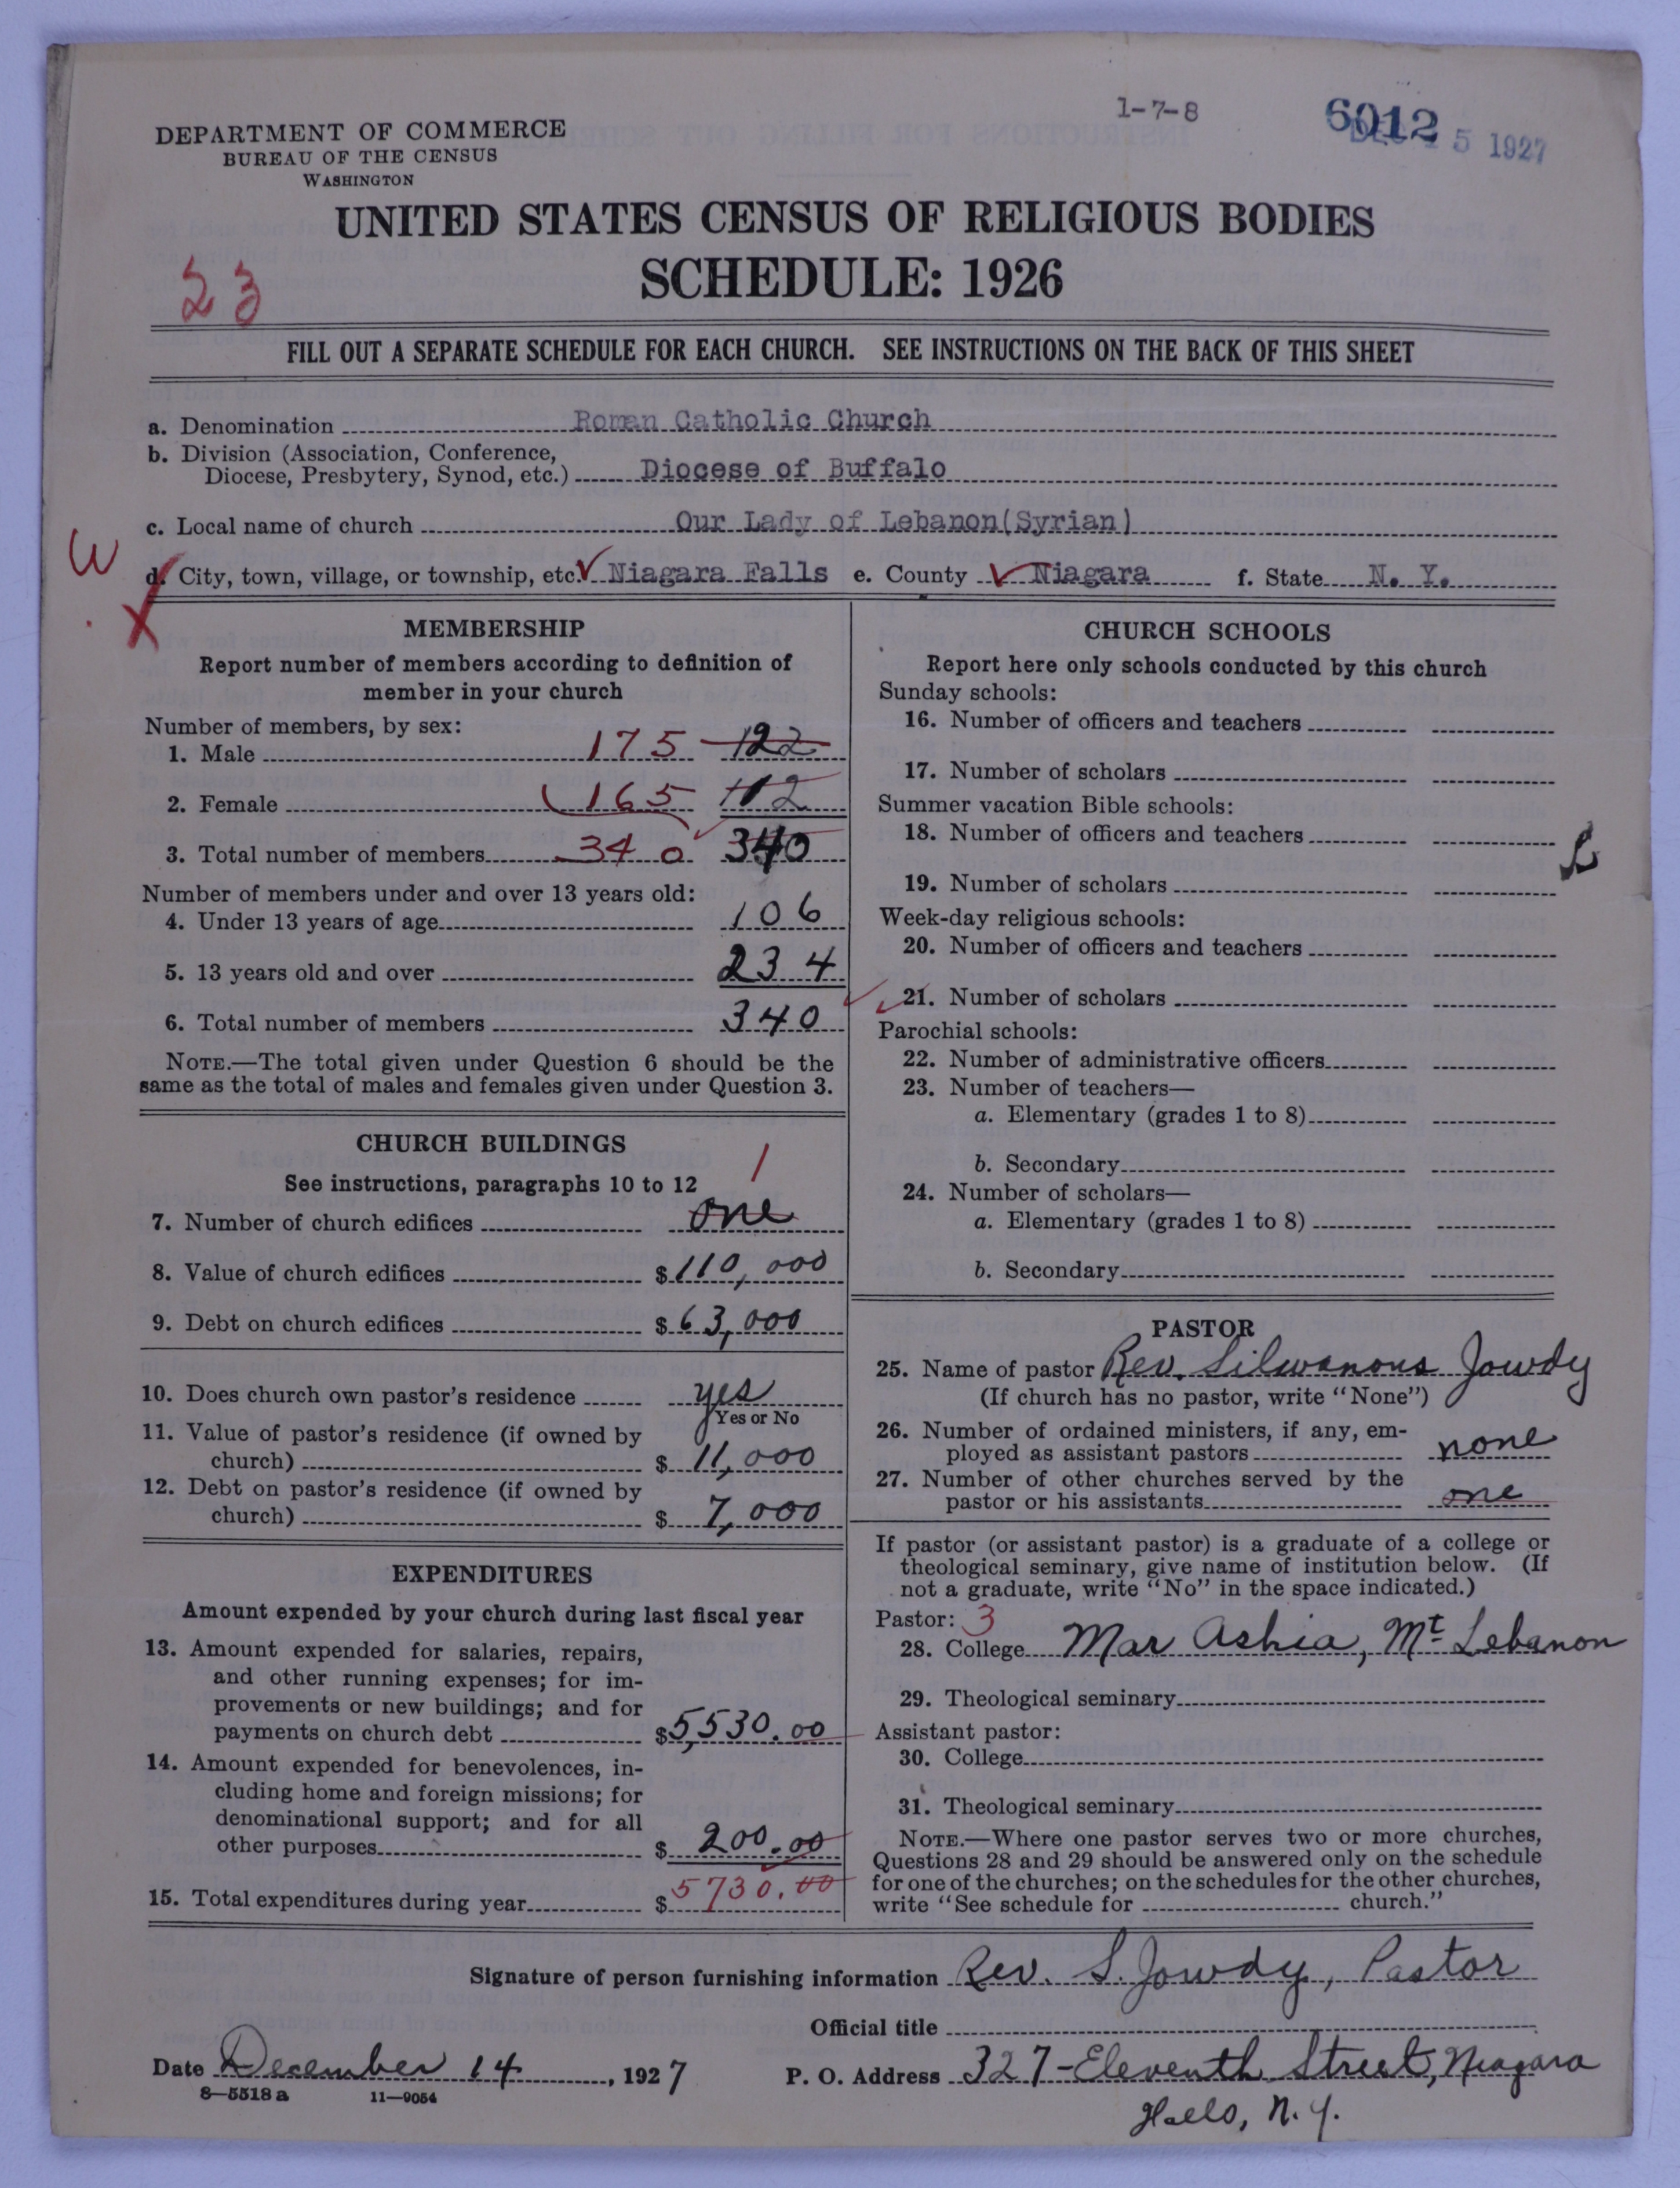 1-7-8
6012
DEC 15 1927
DEPARTMENT OF COMMERCE
BUREAU OF THE CENSUS
WASHINGTON
UNITED STATES CENSUS OF RELIGIOUS BODIES
SCHEDULE: 1926
23
FILL OUT A SEPARATE SCHEDULE FOR EACH CHURCH. SEE INSTRUCTIONS ON THE BACK OF THIS SHEET
a. Denomination Roman Catholic Church
b. Division (Association, Conference,
Diocese, Presbytery, Synod, etc.) Diocese of Buffalo
c. Local name of church Our Lady of Lebanon(Syrian)
W
d. City, town, village, or township, etc. Niagara Falls e. County Niagara f. State N. Y.
MEMBERSHIP
Report number of members according to definition of
member in your church
Number of members, by sex:
1. Male 175 122
2. Female 165 112
3. Total number of members 340 340
Number of members under and over 13 years old:
4. Under 13 years of age 106
5. 13 years old and over 234
6. Total number of members 340
NOTE.—The total given under Question 6 should be the
same as the total of males and females given under Question 3.
CHURCH BUILDINGS
See instructions, paragraphs 10 to 12
1
7. Number of church edifices one
8. Value of church edifices $110,000
9. Debt on church edifices $63,000
10. Does church own pastor's residence yes
Yes or No
11. Value of pastor's residence (if owned by
church) $11,000
12. Debt on pastor's residence (if owned by
church) $7,000
EXPENDITURES
Amount expended by your church during last fiscal year
13. Amount expended for salaries, repairs,
and other running expenses; for im-
provements or new buildings; and for
payments on church debt $5,530.00
14. Amount expended for benevolences, in-
cluding home and foreign missions; for
denominational support; and for all
other purposes $200.00
15. Total expenditures during year $5730.00
CHURCH SCHOOLS
Report here only schools conducted by this church
Sunday schools:
16. Number of officers and teachers
17. Number of scholars
Summer vacation Bible schools:
18. Number of officers and teachers
19. Number of scholars
Week-day religious schools:
20. Number of officers and teachers
21. Number of scholars
Parochial schools:
22. Number of administrative officers
23. Number of teachers—
a. Elementary (grades 1 to 8)
b. Secondary
24. Number of scholars—
a. Elementary (grades 1 to 8)
b. Secondary
PASTOR
25. Name of pastor Rev. Silwanous Jowdy
(If church has no pastor, write "None")
26. Number of ordained ministers, if any, em-
ployed as assistant pastors none
27. Number of other churches served by the
pastor or his assistants one
If pastor (or assistant pastor) is a graduate of a college or
theological seminary, give name of institution below. (If
not a graduate, write "No" in the space indicated.)
Pastor: 3
28. College Mar Ashia, Mt Lebanon
29. Theological seminary
Assistant pastor:
30. College
31. Theological seminary
NOTE.—Where one pastor serves two or more churches,
Questions 28 and 29 should be answered only on the schedule
for one of the churches; on the schedules for the other churches,
write "See schedule for church."
Signature of person furnishing information Rev. S. Jowdy, Pastor
Official title
Date December 14, 1927 P. O. Address 327-Eleventh Street, Niagara
Falls, N.Y.
8—5518 a 11—9054